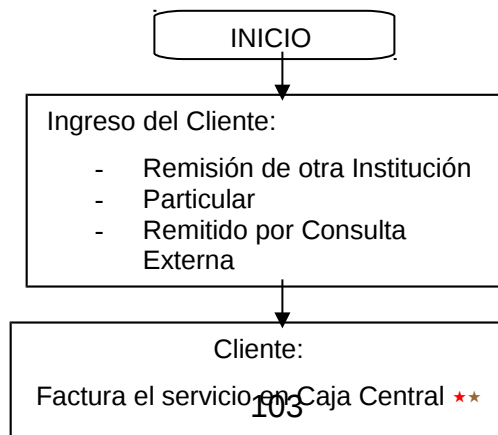 INICIO
Ingreso del Cliente:
- Remisión de otra Institución
- Particular
- Remitido por Consulta
Externa
Cliente:
Factura el servicio en Caja Central ★★
103